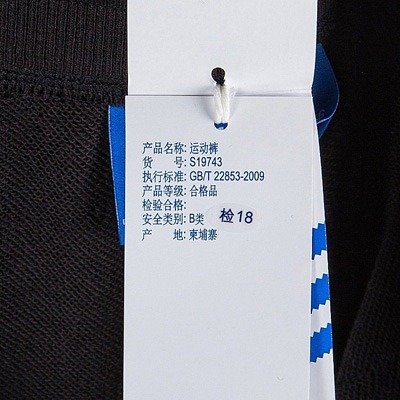 产品名称: 运动裤
货 号: S19743
执行标准: GB/T 22853-2009
产品等级: 合格品
检验合格:
安全类别: B类 检18
产 地: 柬埔寨